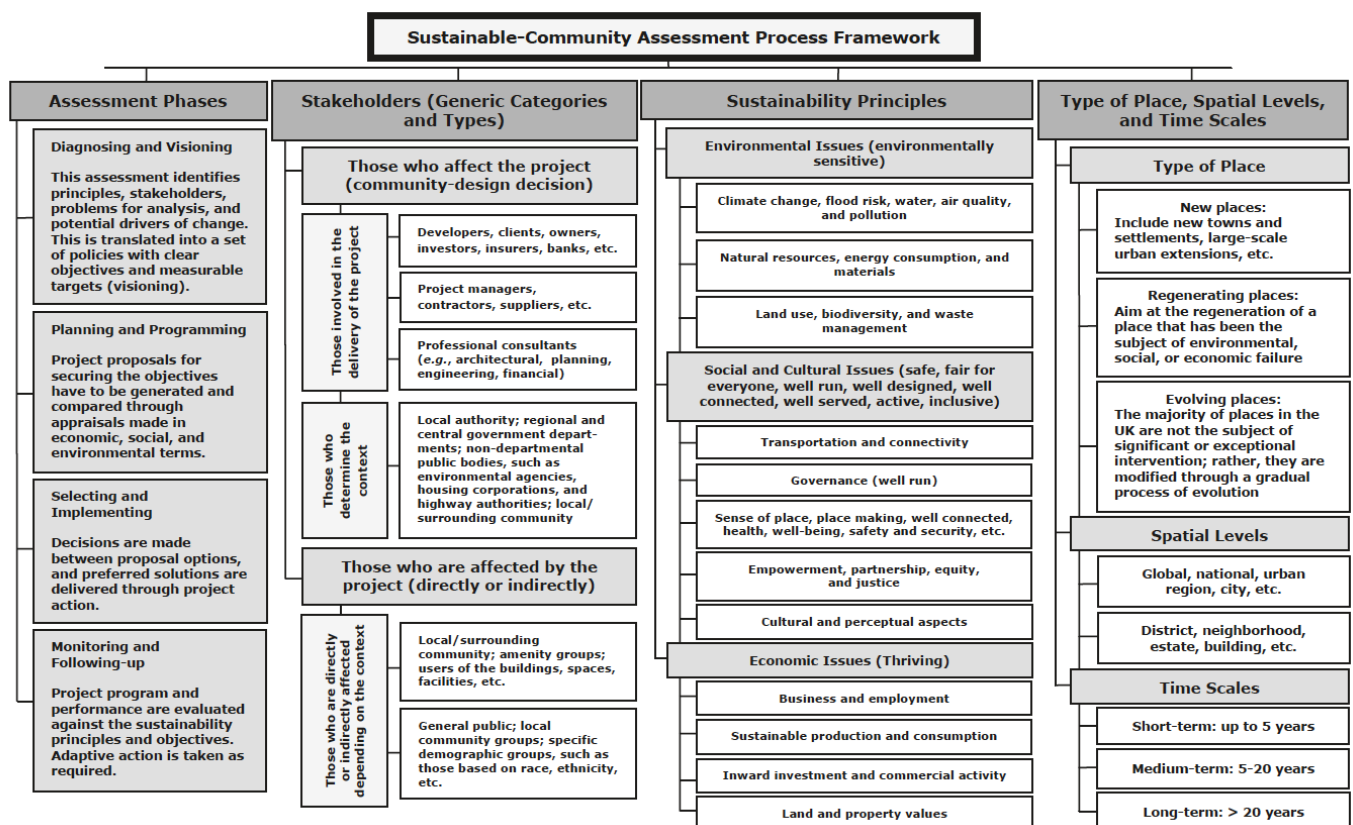 Sustainable-Community Assessment Process Framework
Assessment Phases
Diagnosing and Visioning
This assessment identifies
principles, stakeholders,
problems for analysis, and
potential drivers of change.
This is translated into a set
of policies with clear
objectives and measurable
targets (visioning).
Planning and Programming
Project proposals for
securing the objectives
have to be generated and
compared through
appraisals made in
economic, social, and
environmental terms.
Selecting and
Implementing
Decisions are made
between proposal options,
and preferred solutions are
delivered through project
action.
Monitoring and
Following-up
Project program and
performance are evaluated
against the sustainability
principles and objectives.
Adaptive action is taken as
required.
Stakeholders (Generic Categories
and Types)
Those who affect the project
(community-design decision)
Those involved in the
delivery of the project
Developers, clients, owners,
investors, insurers, banks, etc.
Project managers,
contractors, suppliers, etc.
Professional consultants
(e.g., architectural, planning,
engineering, financial)
Those who
determine the
context
Local authority; regional and
central government depart-
ments; non-departmental
public bodies, such as
environmental agencies,
housing corporations, and
highway authorities; local/
surrounding community
Those who are affected by the
project (directly or indirectly)
Those who are directly
or indirectly affected
depending on the context
Local/surrounding
community; amenity groups;
users of the buildings, spaces,
facilities, etc.
General public; local
community groups; specific
demographic groups, such as
those based on race, ethnicity,
etc.
Sustainability Principles
Environmental Issues (environmentally
sensitive)
Climate change, flood risk, water, air quality,
and pollution
Natural resources, energy consumption, and
materials
Land use, biodiversity, and waste
management
Social and Cultural Issues (safe, fair for
everyone, well run, well designed, well
connected, well served, active, inclusive)
Transportation and connectivity
Governance (well run)
Sense of place, place making, well connected,
health, well-being, safety and security, etc.
Empowerment, partnership, equity,
and justice
Cultural and perceptual aspects
Economic Issues (Thriving)
Business and employment
Sustainable production and consumption
Inward investment and commercial activity
Land and property values
Type of Place, Spatial Levels,
and Time Scales
Type of Place
New places:
Include new towns and
settlements, large-scale
urban extensions, etc.
Regenerating places:
Aim at the regeneration of a
place that has been the
subject of environmental,
social, or economic failure
Evolving places:
The majority of places in the
UK are not the subject of
significant or exceptional
intervention; rather, they are
modified through a gradual
process of evolution
Spatial Levels
Global, national, urban
region, city, etc.
District, neighborhood,
estate, building, etc.
Time Scales
Short-term: up to 5 years
Medium-term: 5-20 years
Long-term: > 20 years